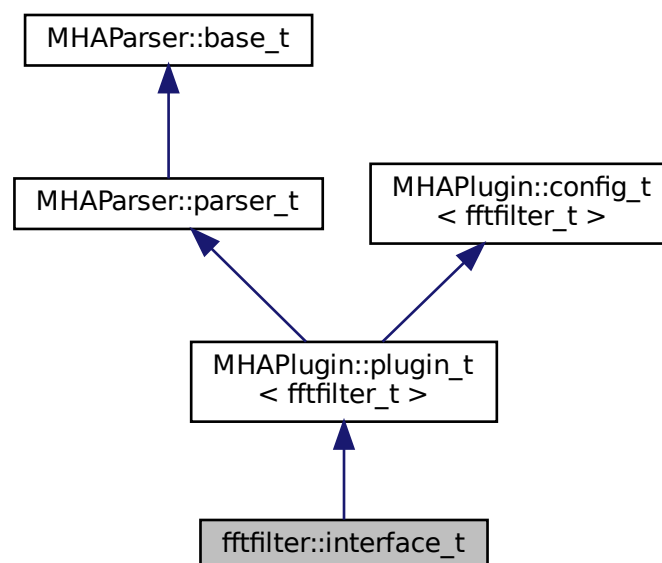 MHAParser::base_t
MHAParser::parser_t
MHAPlugin::config_t
< fftfilter_t >
MHAPlugin::plugin_t
< fftfilter_t >
fftfilter::interface_t